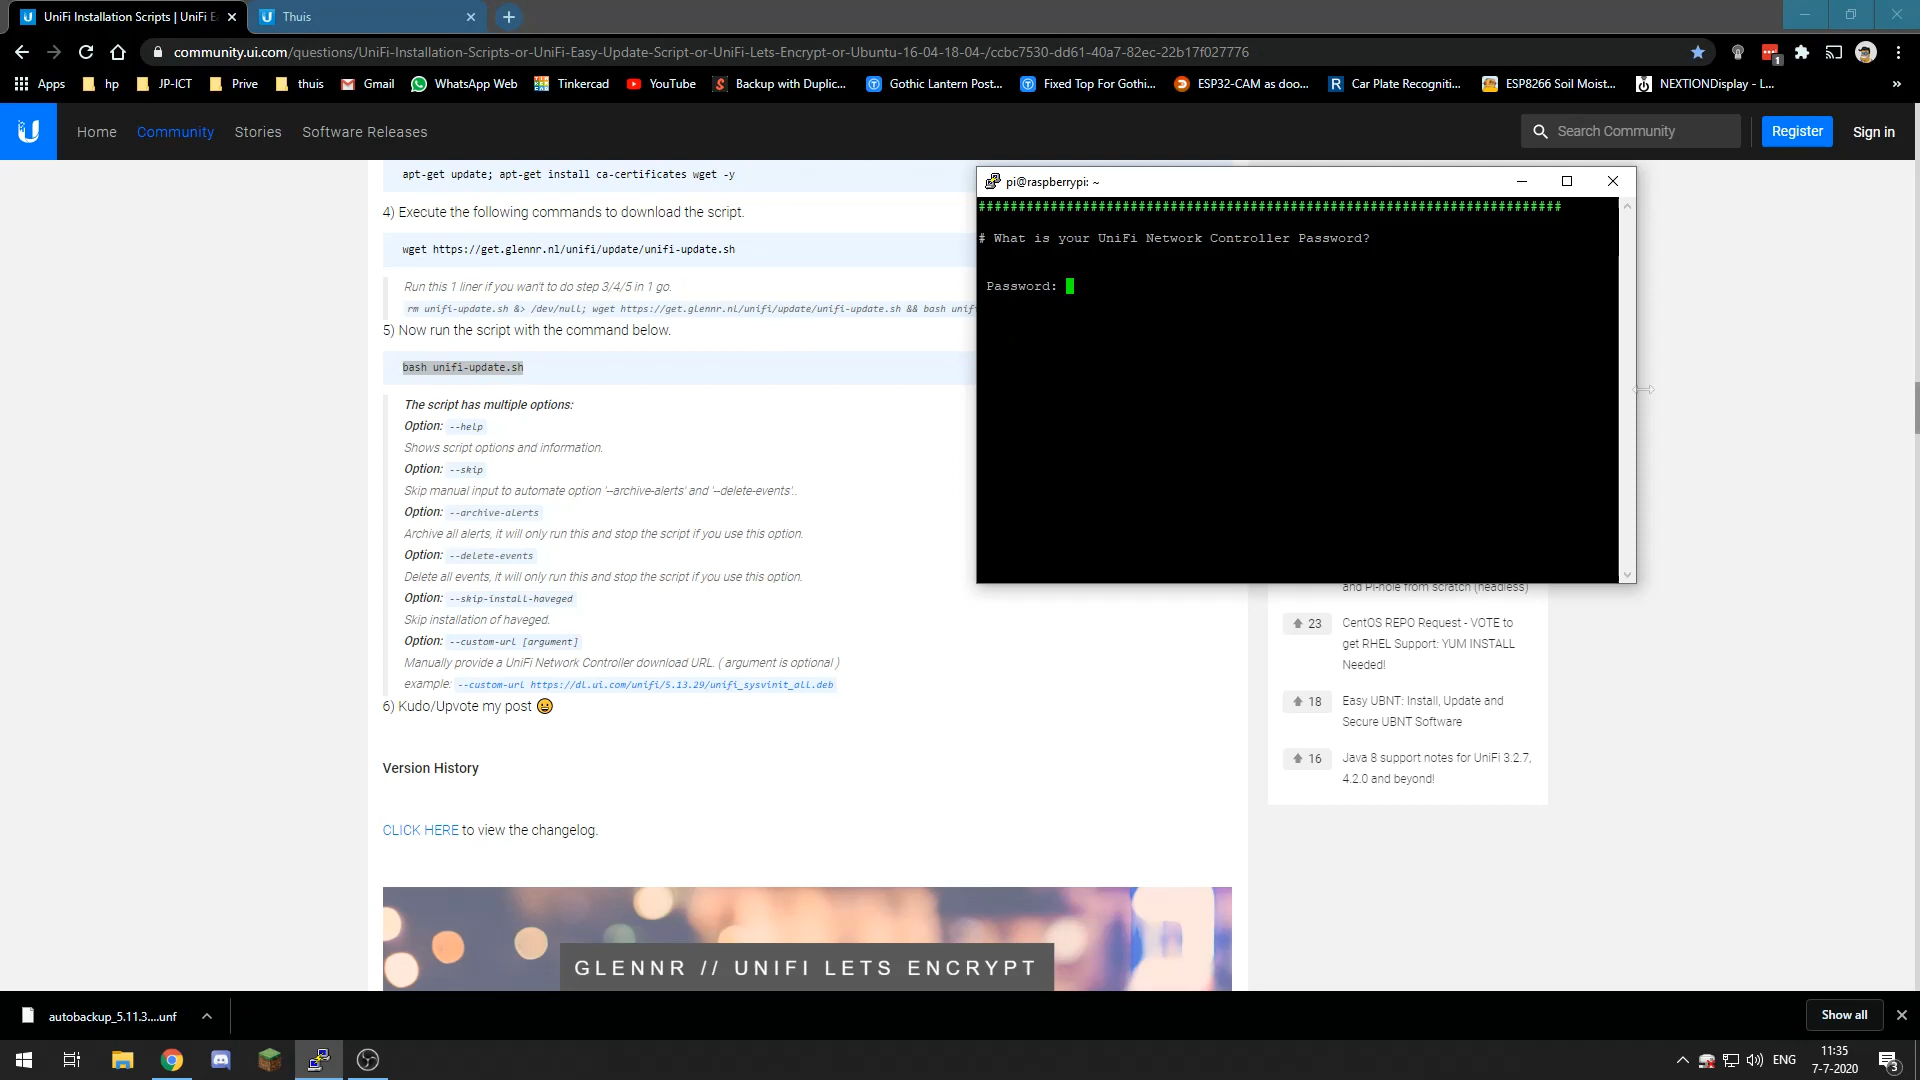 UniFi Installation Scripts | UniFi E
Thuis
community.ui.com/questions/UniFi-Installation-Scripts-or-UniFi-Easy-Update-Script-or-UniFi-Lets-Encrypt-or-Ubuntu-16-04-18-04-/ccbc7530-dd61-40a7-82ec-22b17f027776
1
Apps
hp
JP-ICT
Prive
thuis
Gmail
WhatsApp Web
Tinkercad
YouTube
Backup with Duplic...
Gothic Lantern Post...
Fixed Top For Gothi...
ESP32-CAM as doo...
Car Plate Recogniti...
ESP8266 Soil Moist...
NEXTIONDisplay - L...
»
Home
Community
Stories
Software Releases
Search Community
Register
Sign in
apt-get update; apt-get install ca-certificates wget -y
4) Execute the following commands to download the script.
wget https://get.glennr.nl/unifi/update/unifi-update.sh
Run this 1 liner if you wan't to do step 3/4/5 in 1 go.
rm unifi-update.sh &> /dev/null; wget https://get.glennr.nl/unifi/update/unifi-update.sh && bash unif
5) Now run the script with the command below.
bash unifi-update.sh
The script has multiple options:
Option: --help
Shows script options and information.
Option: --skip
Skip manual input to automate option '--archive-alerts' and '--delete-events'..
Option: --archive-alerts
Archive all alerts, it will only run this and stop the script if you use this option.
Option: --delete-events
Delete all events, it will only run this and stop the script if you use this option.
Option: --skip-install-haveged
Skip installation of haveged.
Option: --custom-url [argument]
Manually provide a UniFi Network Controller download URL. ( argument is optional )
example: --custom-url https://dl.ui.com/unifi/5.13.29/unifi_sysvinit_all.deb
6) Kudo/Upvote my post 😀
Version History
CLICK HERE to view the changelog.
GLENNR // UNIFI LETS ENCRYPT
pi@raspberrypi: ~
#########################################################################
# What is your UniFi Network Controller Password?
Password:
and Pi-hole from scratch (headless)
23
CentOS REPO Request - VOTE to
get RHEL Support: YUM INSTALL
Needed!
18
Easy UBNT: Install, Update and
Secure UBNT Software
16
Java 8 support notes for UniFi 3.2.7,
4.2.0 and beyond!
autobackup_5.11.3....unf
Show all
ENG
11:35
7-7-2020
3